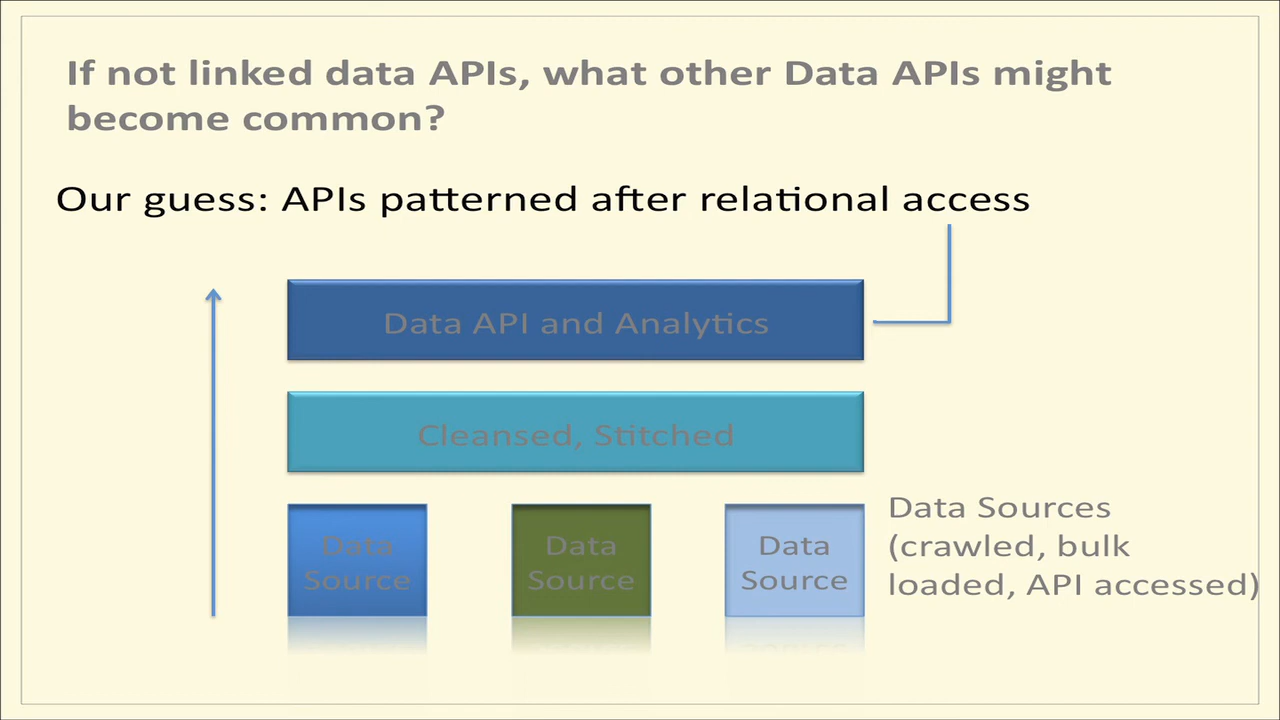 If not linked data APIs, what other Data APIs might
become common?
Our guess: APIs patterned after relational access
Data API and Analytics
Cleansed, Stitched
Data
Source
Data
Source
Data
Source
Data Sources
(crawled, bulk
loaded, API accessed)